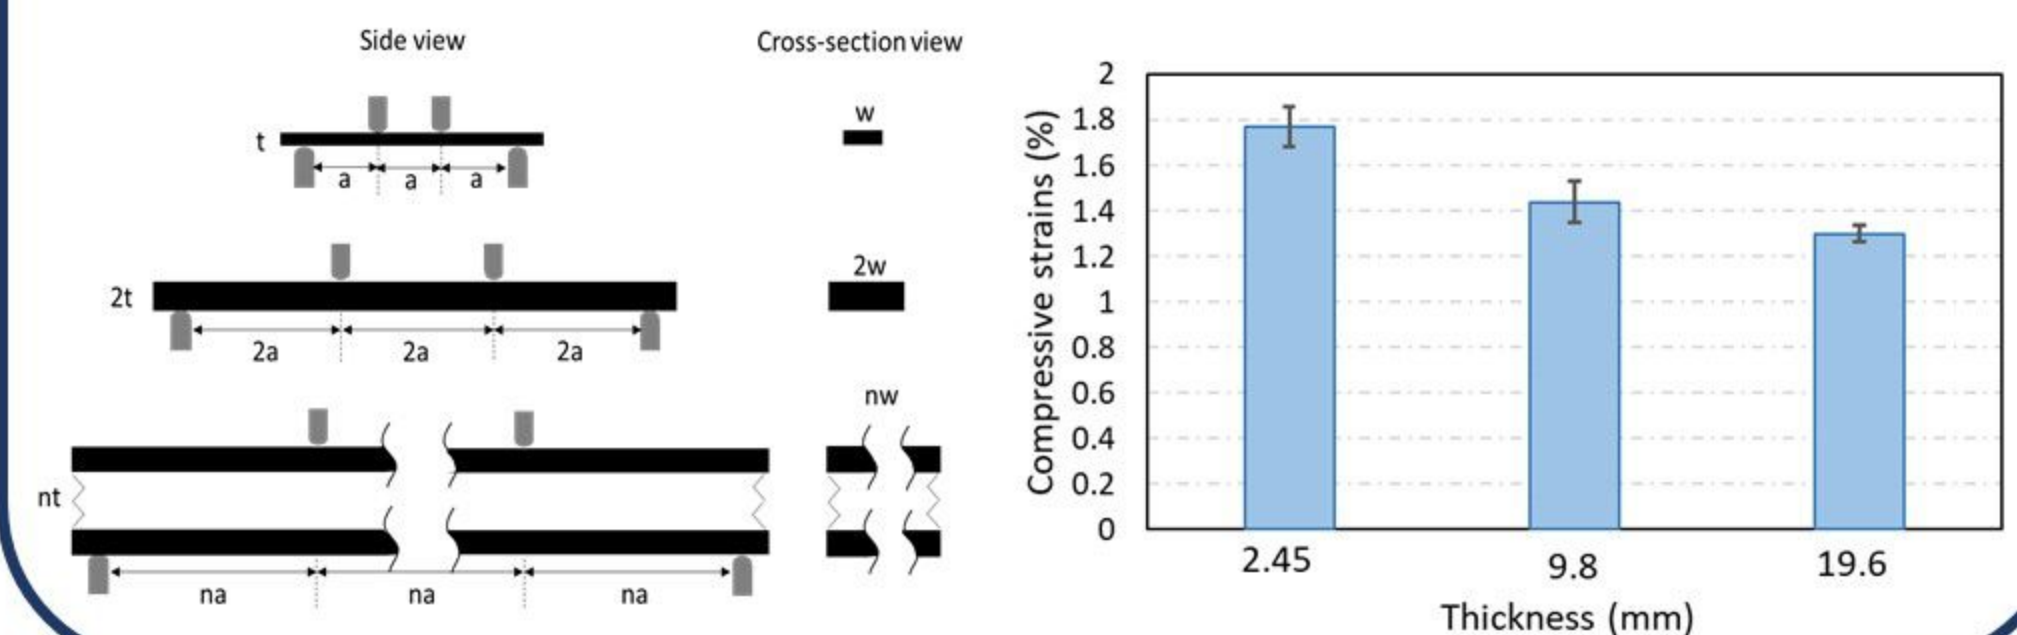 Side view
Cross-section view
t
a
a
a
w
2t
2a
2a
2a
2w
nt
na
na
na
nw
Compressive strains (%)
2
1.8
1.6
1.4
1.2
1
0.8
0.6
0.4
0.2
0
2.45
9.8
19.6
Thickness (mm)